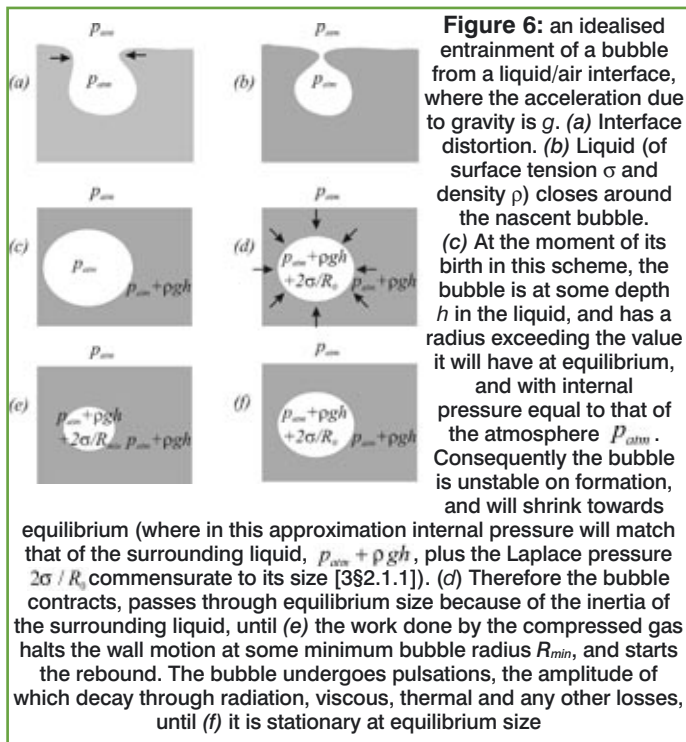 p_atm
p_atm
(a)
p_atm
(b)
p_atm
p_atm
p_atm
(c)
p_atm
p_atm+ρgh
(d)
p_atm+ρgh
+2σ/R₀
p_atm+ρgh
p_atm
p_atm
(e)
p_atm+ρgh
+2σ/R_min
p_atm+ρgh
(f)
p_atm+ρgh
+2σ/R₀
p_atm+ρgh
Figure 6: an idealised
entrainment of a bubble
from a liquid/air interface,
where the acceleration due
to gravity is g. (a) Interface
distortion. (b) Liquid (of
surface tension σ and
density ρ) closes around
the nascent bubble.
(c) At the moment of its
birth in this scheme, the
bubble is at some depth
h in the liquid, and has a
radius exceeding the value
it will have at equilibrium,
and with internal
pressure equal to that of
the atmosphere p_atm.
Consequently the bubble
is unstable on formation,
and will shrink towards
equilibrium (where in this approximation internal pressure will match
that of the surrounding liquid, p_atm + ρgh, plus the Laplace pressure
2σ / R₀ commensurate to its size [3§2.1.1]). (d) Therefore the bubble
contracts, passes through equilibrium size because of the inertia of
the surrounding liquid, until (e) the work done by the compressed gas
halts the wall motion at some minimum bubble radius R_min, and starts
the rebound. The bubble undergoes pulsations, the amplitude of
which decay through radiation, viscous, thermal and any other losses,
until (f) it is stationary at equilibrium size